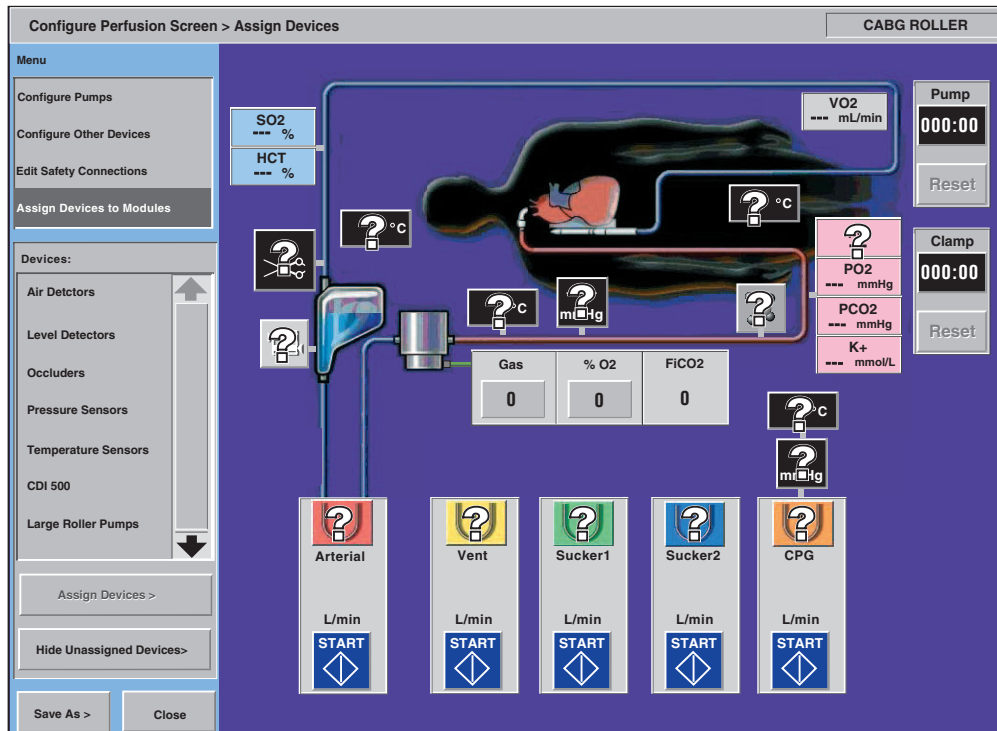 Configure Perfusion Screen > Assign Devices
CABG ROLLER
Menu
Configure Pumps
Configure Other Devices
Edit Safety Connections
Assign Devices to Modules
Devices:
Air Detctors
Level Detectors
Occluders
Pressure Sensors
Temperature Sensors
CDI 500
Large Roller Pumps
Assign Devices >
Hide Unassigned Devices>
Save As >
Close
SO2
--- %
HCT
--- %
VO2
--- mL/min
Pump
000:00
Reset
Clamp
000:00
Reset
? °C
? °C
?
?
PO2
--- mmHg
PCO2
--- mmHg
K+
--- mmol/L
? °C
? mmHg
?
?
Gas
0
% O2
0
FiCO2
0
? °C
? mmHg
?
Arterial
L/min
START
?
Vent
L/min
START
?
Sucker1
L/min
START
?
Sucker2
L/min
START
?
CPG
L/min
START